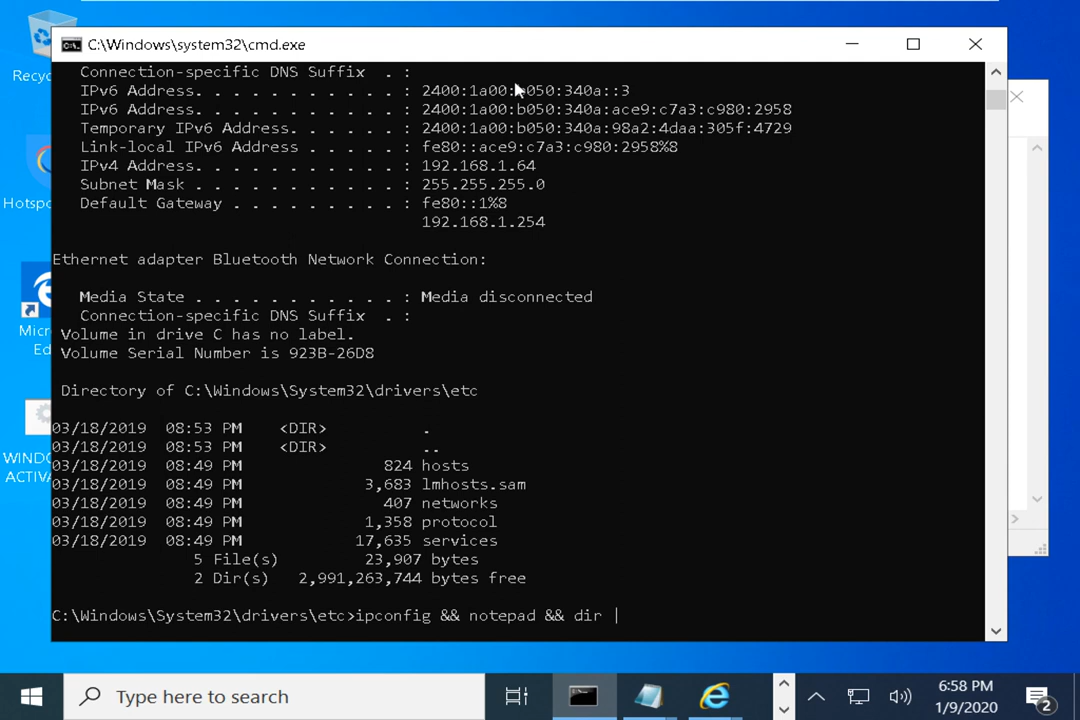 C:\Windows\system32\cmd.exe
Connection-specific DNS Suffix  . :
IPv6 Address. . . . . . . . . . . : 2400:1a00:b050:340a::3
IPv6 Address. . . . . . . . . . . : 2400:1a00:b050:340a:ace9:c7a3:c980:2958
Temporary IPv6 Address. . . . . . : 2400:1a00:b050:340a:98a2:4daa:305f:4729
Link-local IPv6 Address . . . . . : fe80::ace9:c7a3:c980:2958%8
IPv4 Address. . . . . . . . . . . : 192.168.1.64
Subnet Mask . . . . . . . . . . . : 255.255.255.0
Default Gateway . . . . . . . . . : fe80::1%8
192.168.1.254
Ethernet adapter Bluetooth Network Connection:
Media State . . . . . . . . . . . : Media disconnected
Connection-specific DNS Suffix  . :
Volume in drive C has no label.
Volume Serial Number is 923B-26D8
Directory of C:\Windows\System32\drivers\etc
03/18/2019  08:53 PM    <DIR>          .
03/18/2019  08:53 PM    <DIR>          ..
03/18/2019  08:49 PM               824 hosts
03/18/2019  08:49 PM             3,683 lmhosts.sam
03/18/2019  08:49 PM               407 networks
03/18/2019  08:49 PM             1,358 protocol
03/18/2019  08:49 PM            17,635 services
5 File(s)         23,907 bytes
2 Dir(s)   2,991,263,744 bytes free
C:\Windows\System32\drivers\etc>ipconfig && notepad && dir
Recyc
Hotspo
Micr
Ed
WINDO
ACTIVA
Type here to search
6:58 PM
1/9/2020
2